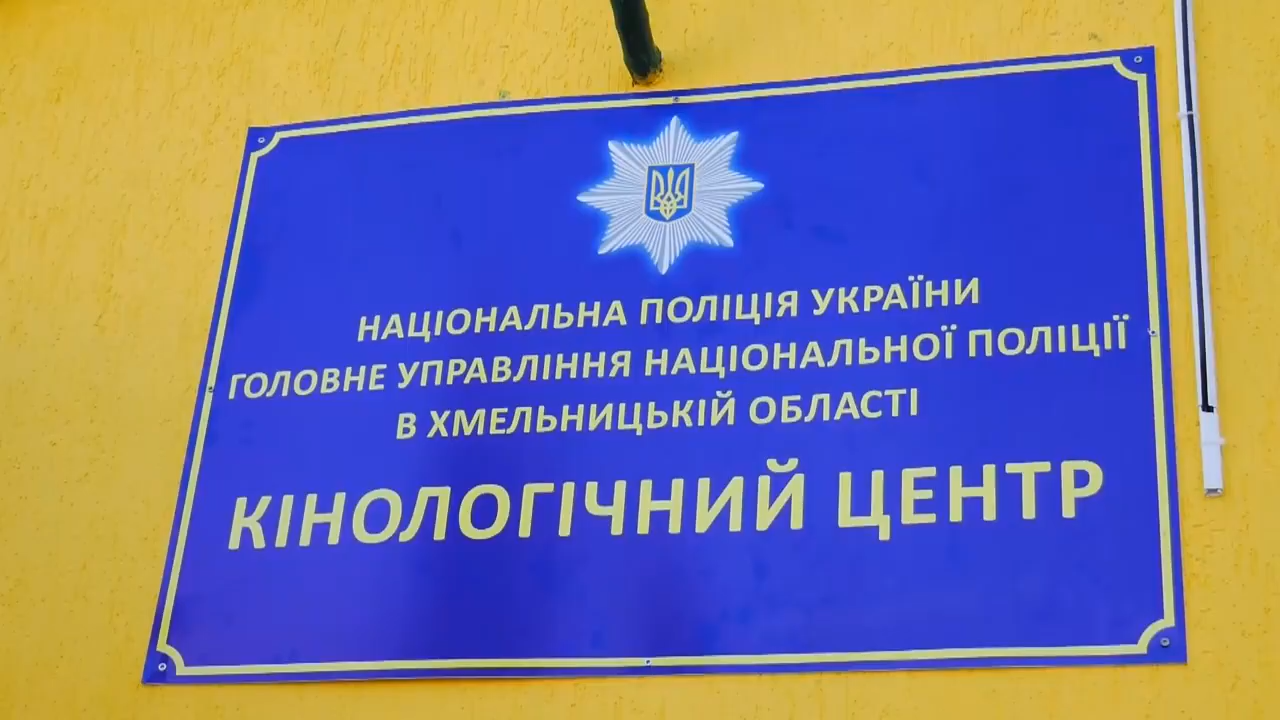 НАЦІОНАЛЬНА ПОЛІЦІЯ УКРАЇНИ
ГОЛОВНЕ УПРАВЛІННЯ НАЦІОНАЛЬНОЇ ПОЛІЦІЇ
В ХМЕЛЬНИЦЬКІЙ ОБЛАСТІ
КІНОЛОГІЧНИЙ ЦЕНТР